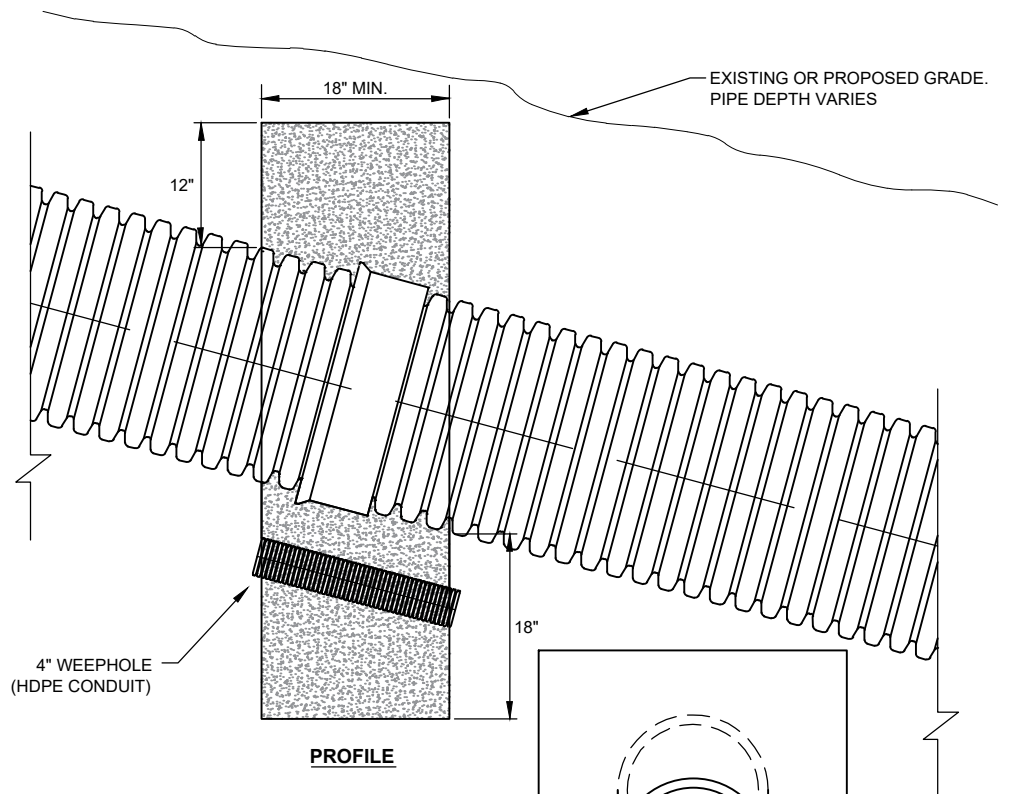 18" MIN.
EXISTING OR PROPOSED GRADE.
PIPE DEPTH VARIES
12"
18"
4" WEEPHOLE
(HDPE CONDUIT)
PROFILE